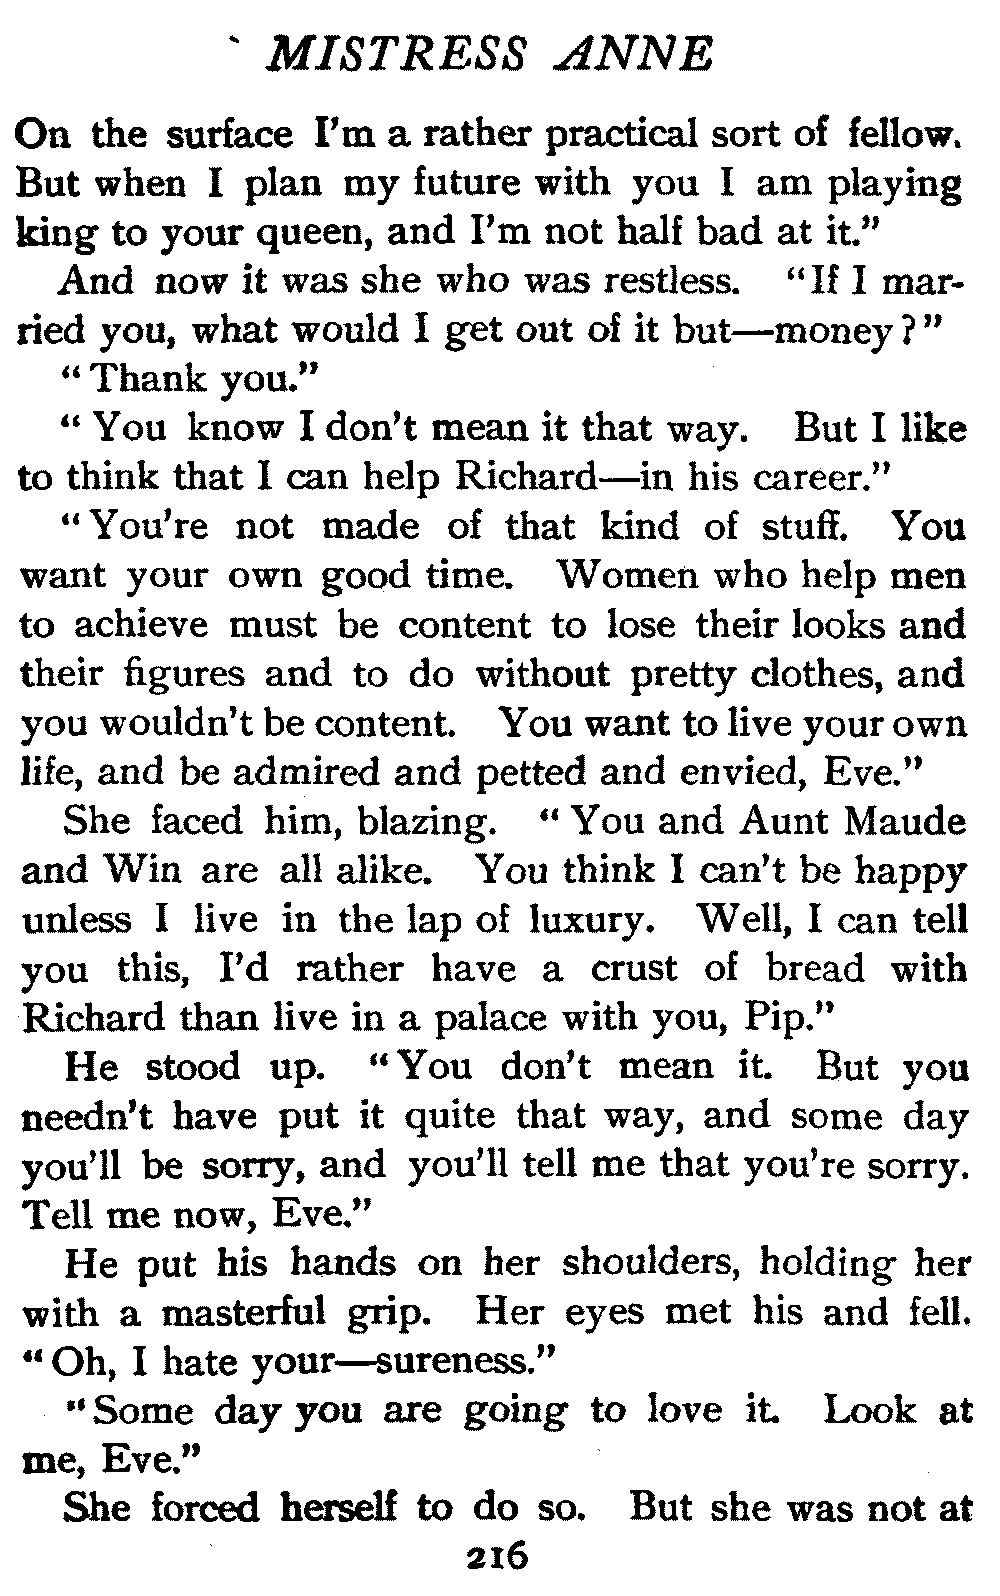 MISTRESS ANNE
On the surface I'm a rather practical sort of fellow.
But when I plan my future with you I am playing
king to your queen, and I'm not half bad at it."
And now it was she who was restless. "If I mar-
ried you, what would I get out of it but—money?"
"Thank you."
"You know I don't mean it that way. But I like
to think that I can help Richard—in his career."
"You're not made of that kind of stuff. You
want your own good time. Women who help men
to achieve must be content to lose their looks and
their figures and to do without pretty clothes, and
you wouldn't be content. You want to live your own
life, and be admired and petted and envied, Eve."
She faced him, blazing. "You and Aunt Maude
and Win are all alike. You think I can't be happy
unless I live in the lap of luxury. Well, I can tell
you this, I'd rather have a crust of bread with
Richard than live in a palace with you, Pip."
He stood up. "You don't mean it. But you
needn't have put it quite that way, and some day
you'll be sorry, and you'll tell me that you're sorry.
Tell me now, Eve."
He put his hands on her shoulders, holding her
with a masterful grip. Her eyes met his and fell.
"Oh, I hate your—sureness."
"Some day you are going to love it. Look at
me, Eve."
She forced herself to do so. But she was not at
216